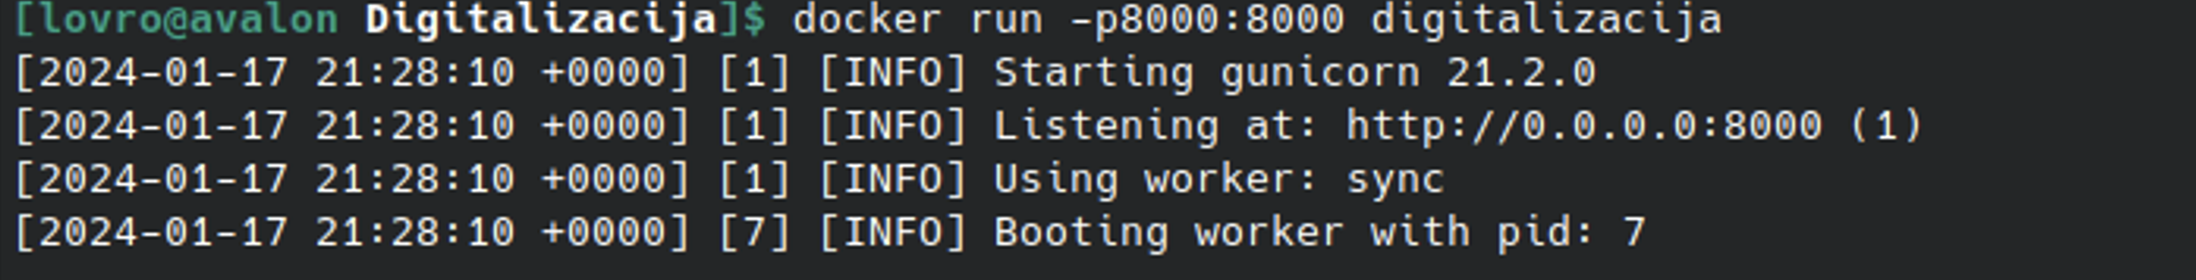 [lovro@avalon Digitalizacija]$ docker run -p8000:8000 digitalizacija
[2024-01-17 21:28:10 +0000] [1] [INFO] Starting gunicorn 21.2.0
[2024-01-17 21:28:10 +0000] [1] [INFO] Listening at: http://0.0.0.0:8000 (1)
[2024-01-17 21:28:10 +0000] [1] [INFO] Using worker: sync
[2024-01-17 21:28:10 +0000] [7] [INFO] Booting worker with pid: 7